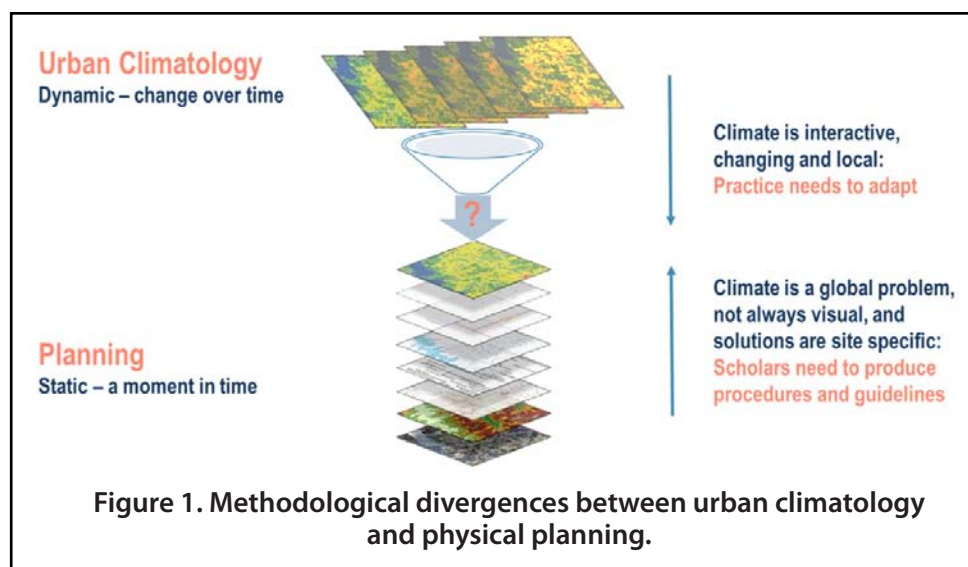 Urban Climatology
Dynamic – change over time
Climate is interactive,
changing and local:
Practice needs to adapt
?
Climate is a global problem,
not always visual, and
solutions are site specific:
Scholars need to produce
procedures and guidelines
Planning
Static – a moment in time
Figure 1. Methodological divergences between urban climatology
and physical planning.